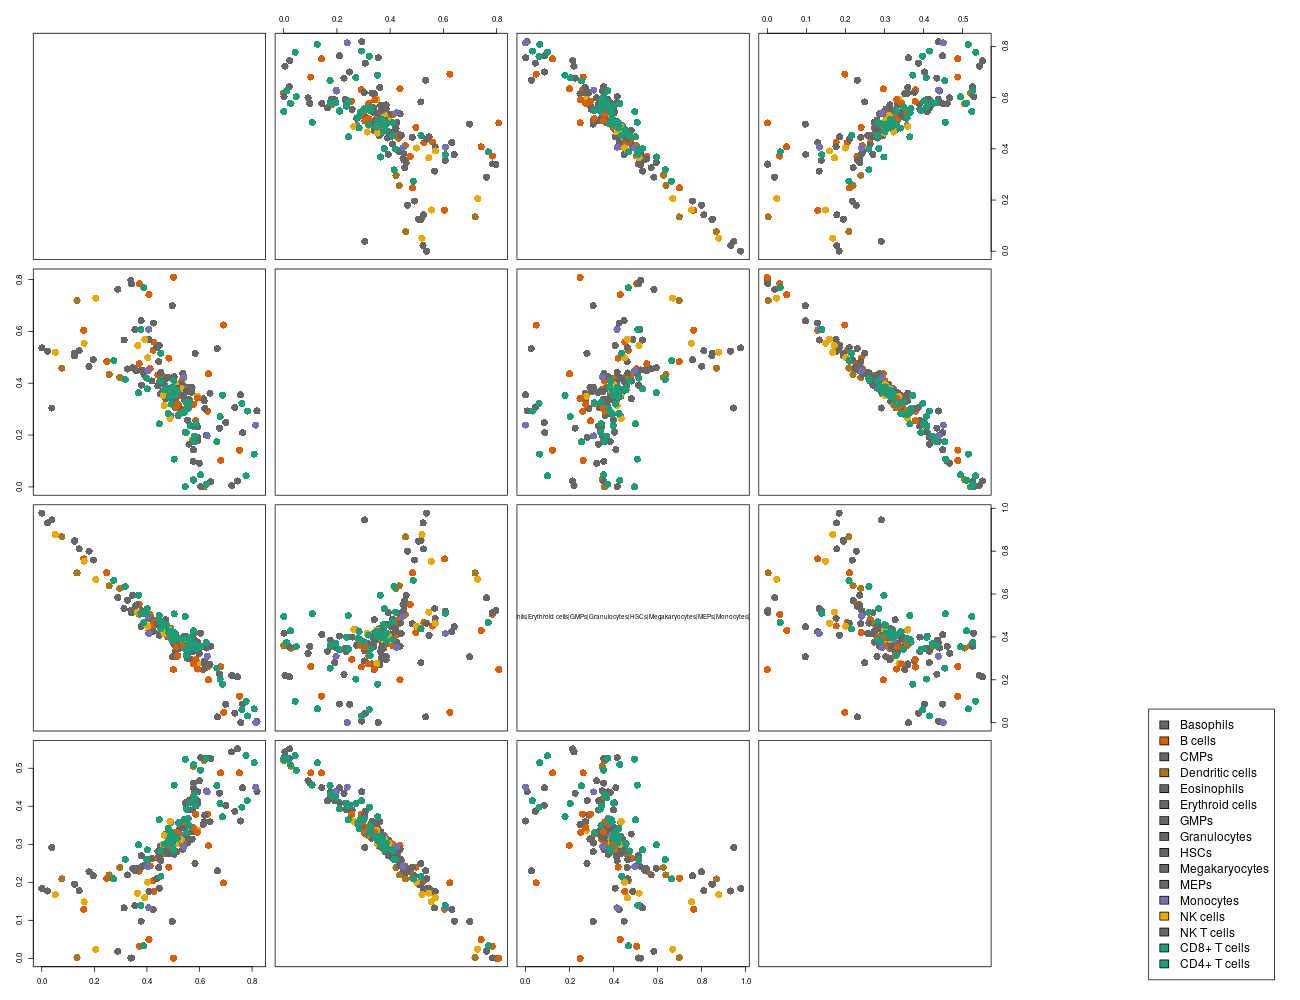 0.0 0.2 0.4 0.6 0.8
0.0 0.1 0.2 0.3 0.4 0.5
0.0 0.2 0.4 0.6 0.8
0.0 0.2 0.4 0.6 0.8
hils|Erythroid cells|GMPs|Granulocytes|HSCs|Megakaryocytes|MEPs|Monocytes|
0.0 0.2 0.4 0.6 0.8 1.0
0.0 0.1 0.2 0.3 0.4 0.5
0.0 0.2 0.4 0.6 0.8
0.0 0.2 0.4 0.6 0.8 1.0
Basophils
B cells
CMPs
Dendritic cells
Eosinophils
Erythroid cells
GMPs
Granulocytes
HSCs
Megakaryocytes
MEPs
Monocytes
NK cells
NK T cells
CD8+ T cells
CD4+ T cells